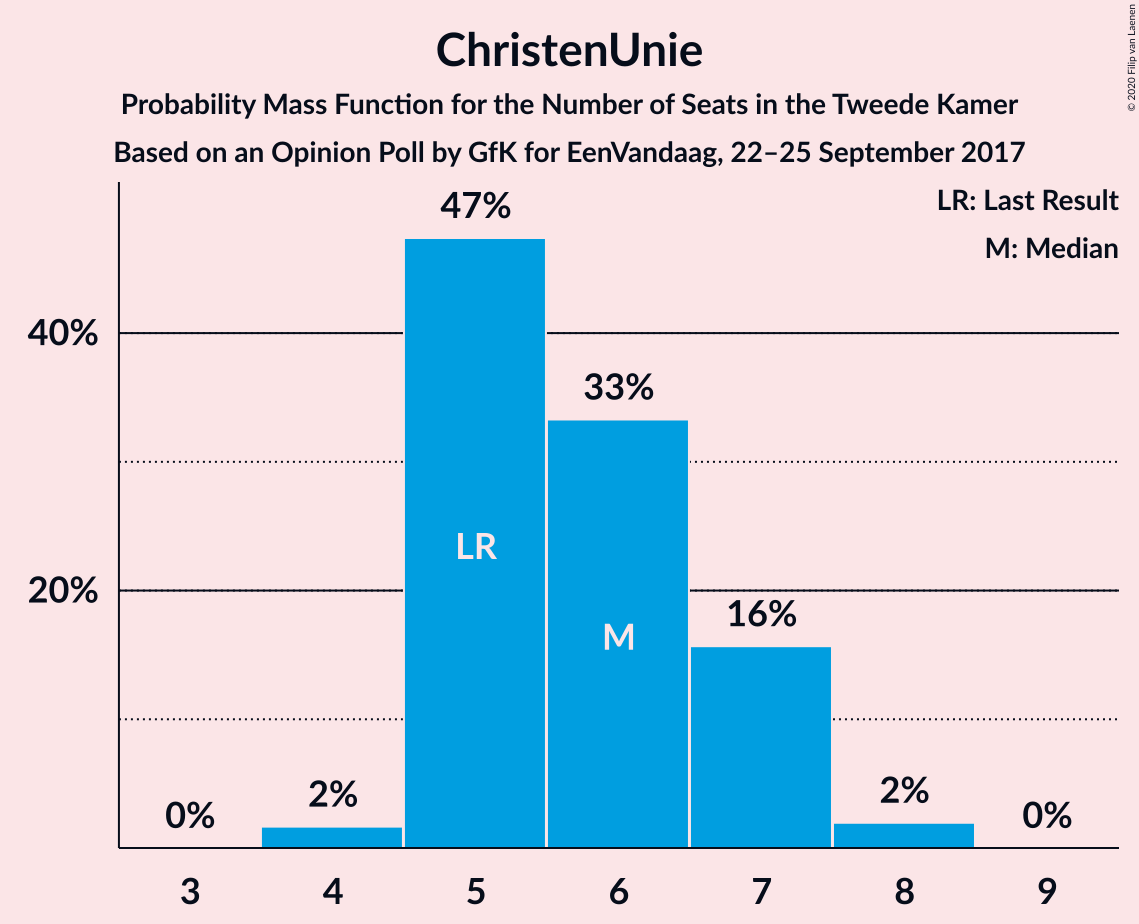 ChristenUnie
Probability Mass Function for the Number of Seats in the Tweede Kamer
Based on an Opinion Poll by GfK for EenVandaag, 22–25 September 2017
© 2020 Filip van Laenen
LR: Last Result
M: Median
47%
40%
33%
LR
20%
16%
M
2%
2%
0%
0%
3 4 5 6 7 8 9